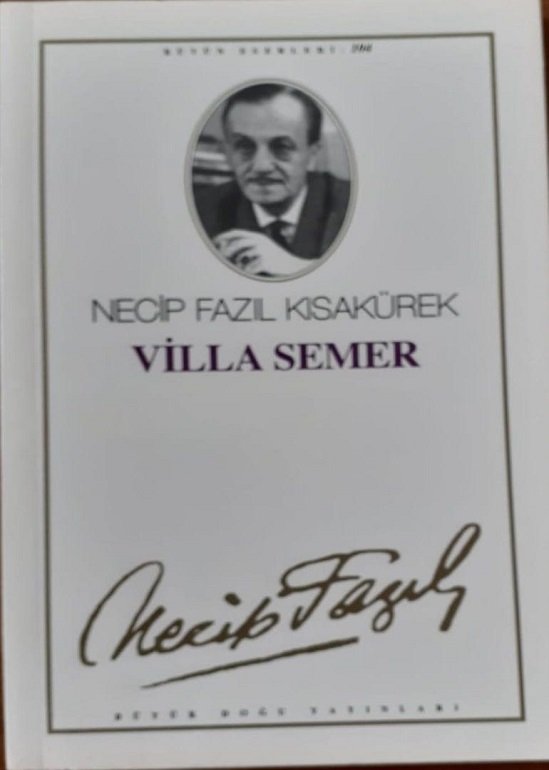 BÜTÜN ESERLERİ:
NECİP FAZIL KISAKÜREK
VİLLA SEMER
Necip Fazıl
BÜYÜK DOĞU YAYINLARI